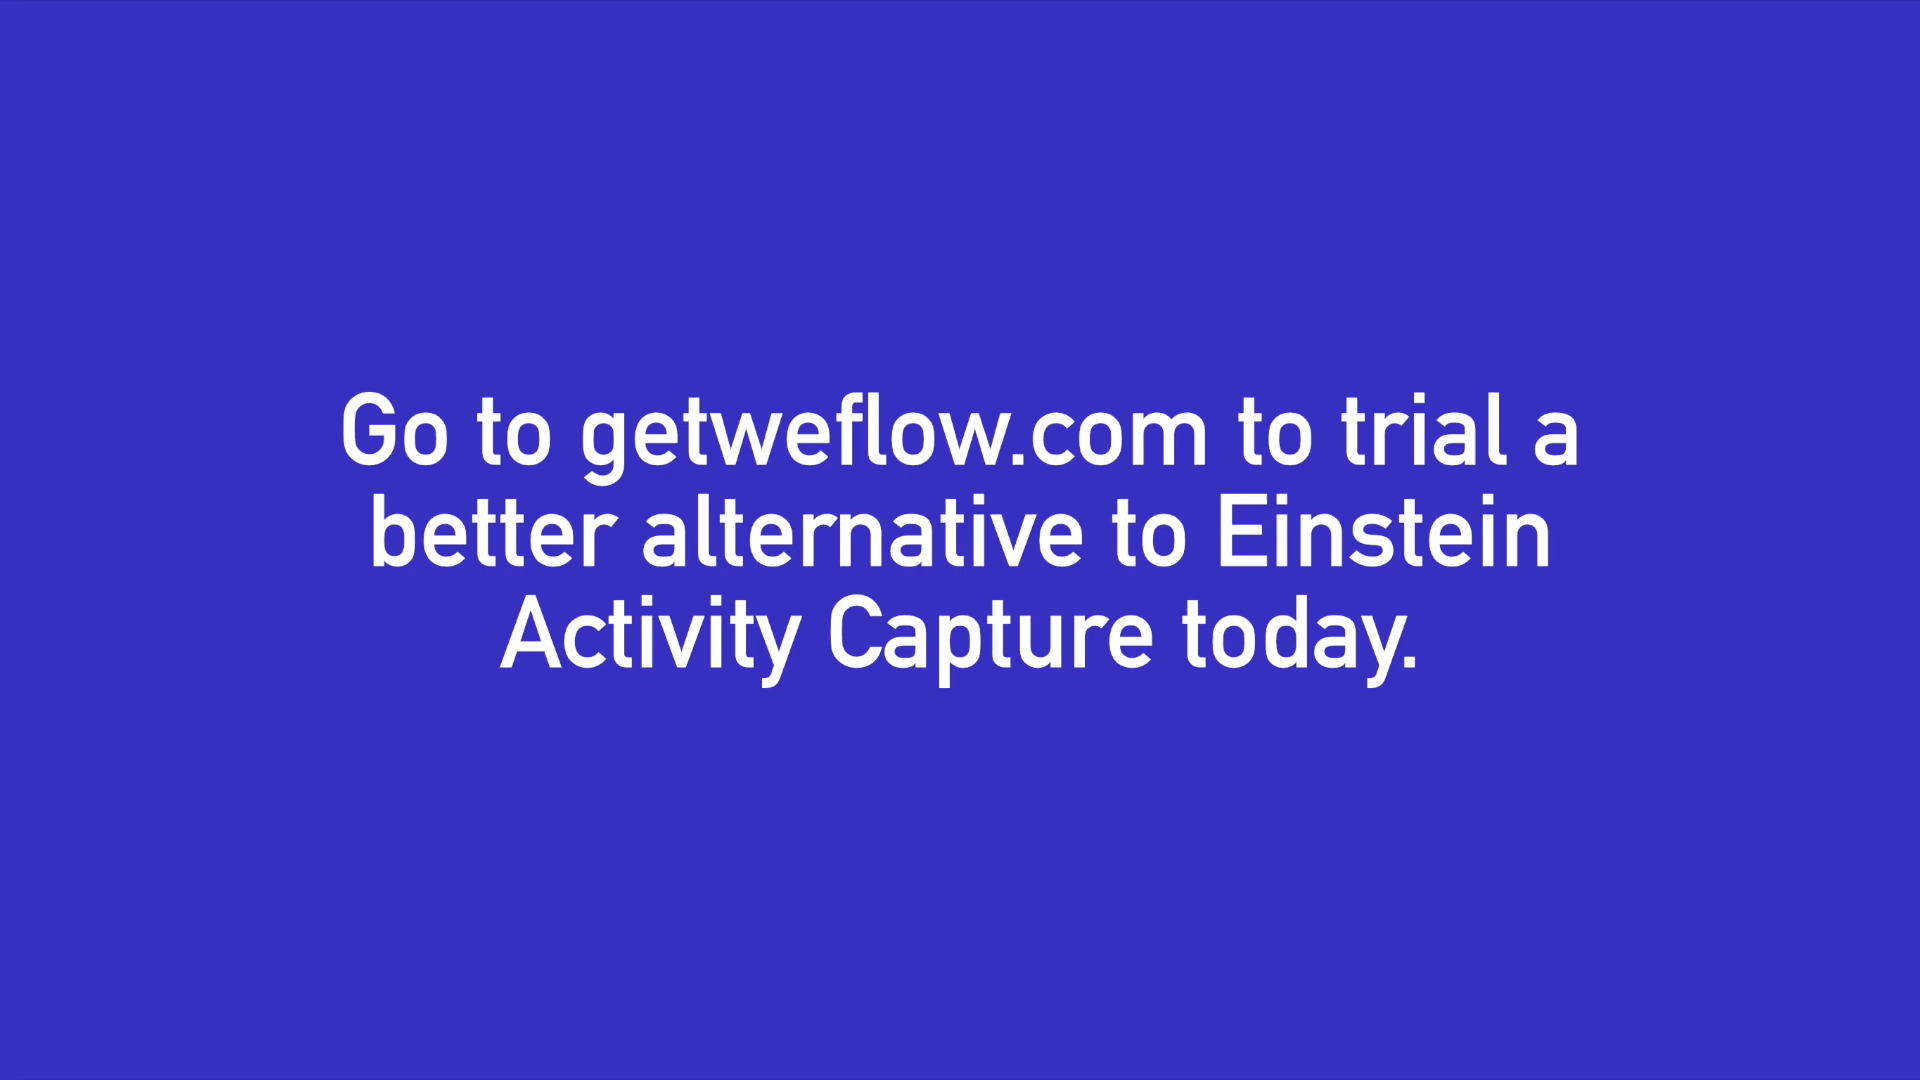 Go to getweflow.com to trial a
better alternative to Einstein
Activity Capture today.